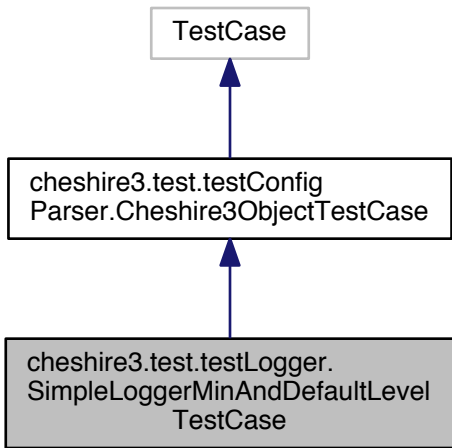 TestCase
cheshire3.test.testConfig
Parser.Cheshire3ObjectTestCase
cheshire3.test.testLogger.
SimpleLoggerMinAndDefaultLevel
TestCase